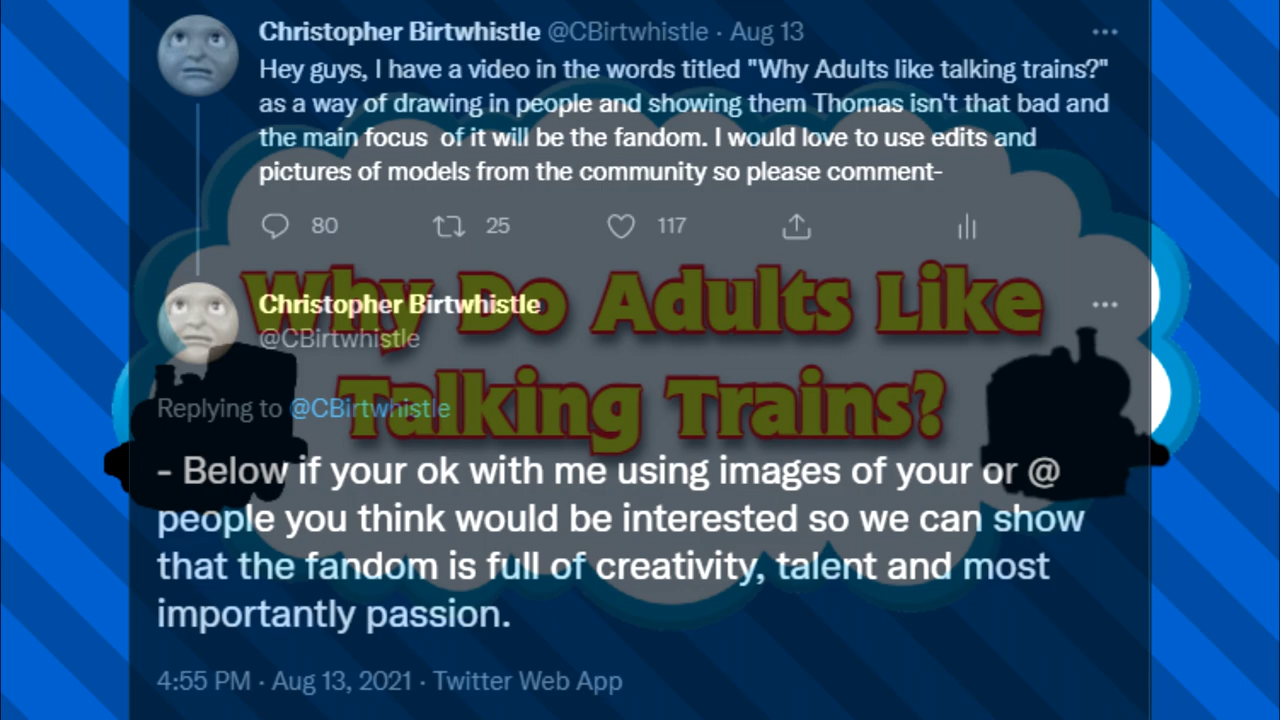 Christopher Birtwhistle @CBirtwhistle · Aug 13
Hey guys, I have a video in the words titled "Why Adults like talking trains?"
as a way of drawing in people and showing them Thomas isn't that bad and
the main focus of it will be the fandom. I would love to use edits and
pictures of models from the community so please comment-
80 25 117
Why Do Adults Like
Christopher Birtwhistle
@CBirtwhistle
Talking Trains?
Replying to @CBirtwhistle
- Below if your ok with me using images of your or @
people you think would be interested so we can show
that the fandom is full of creativity, talent and most
importantly passion.
4:55 PM · Aug 13, 2021 · Twitter Web App